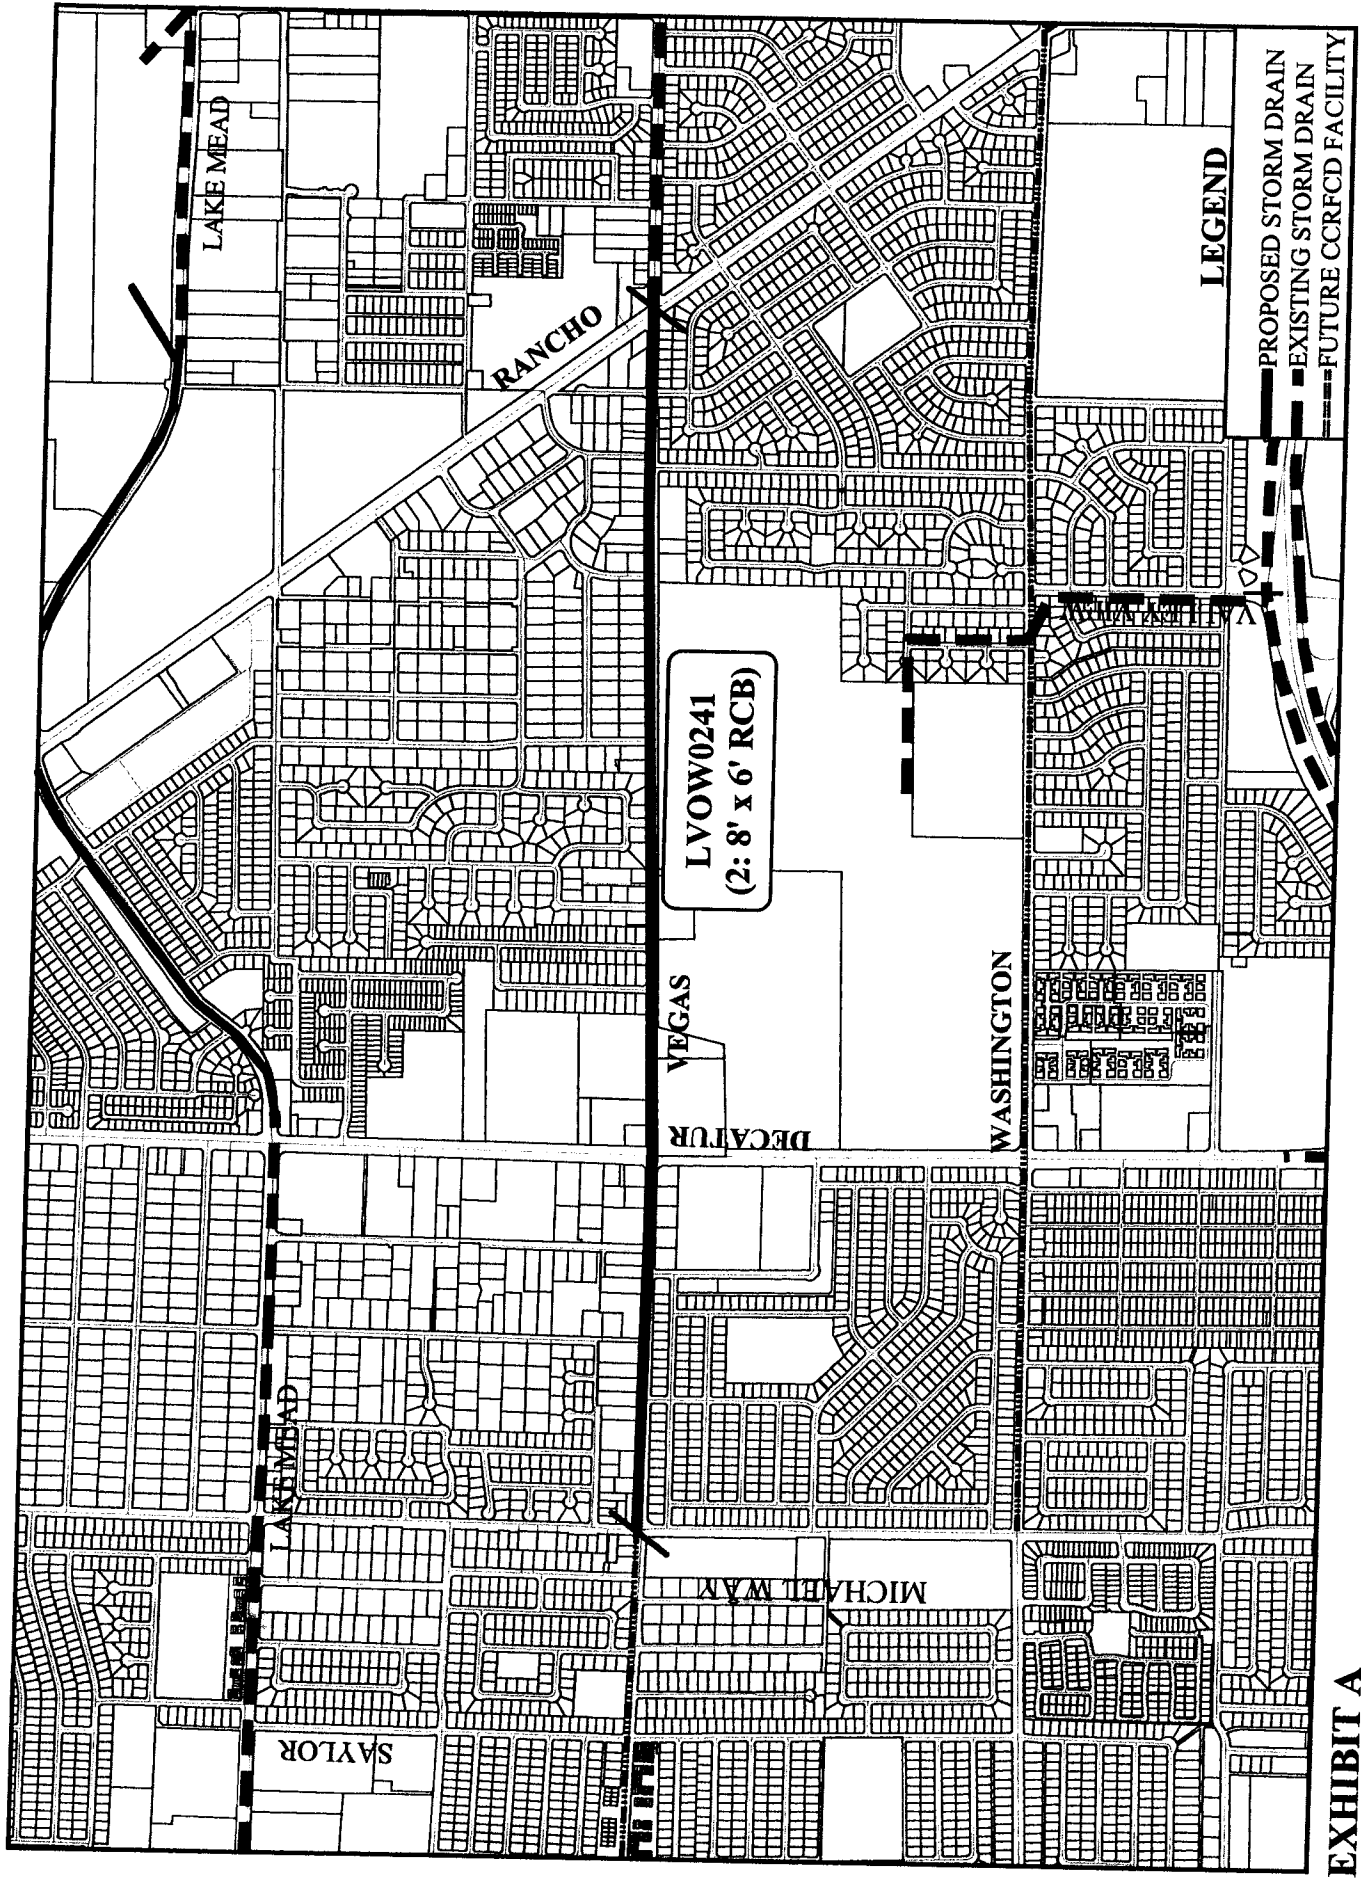 LAKE MEAD
RANCHO
LVOW0241
(2: 8' x 6' RCB)
VEGAS
DECATUR
WASHINGTON
VALLEY VIEW
LAKE MEAD
MICHAEL WAY
SAYLOR
LEGEND
PROPOSED STORM DRAIN
EXISTING STORM DRAIN
FUTURE CCRFCD FACILITY
EXHIBIT A